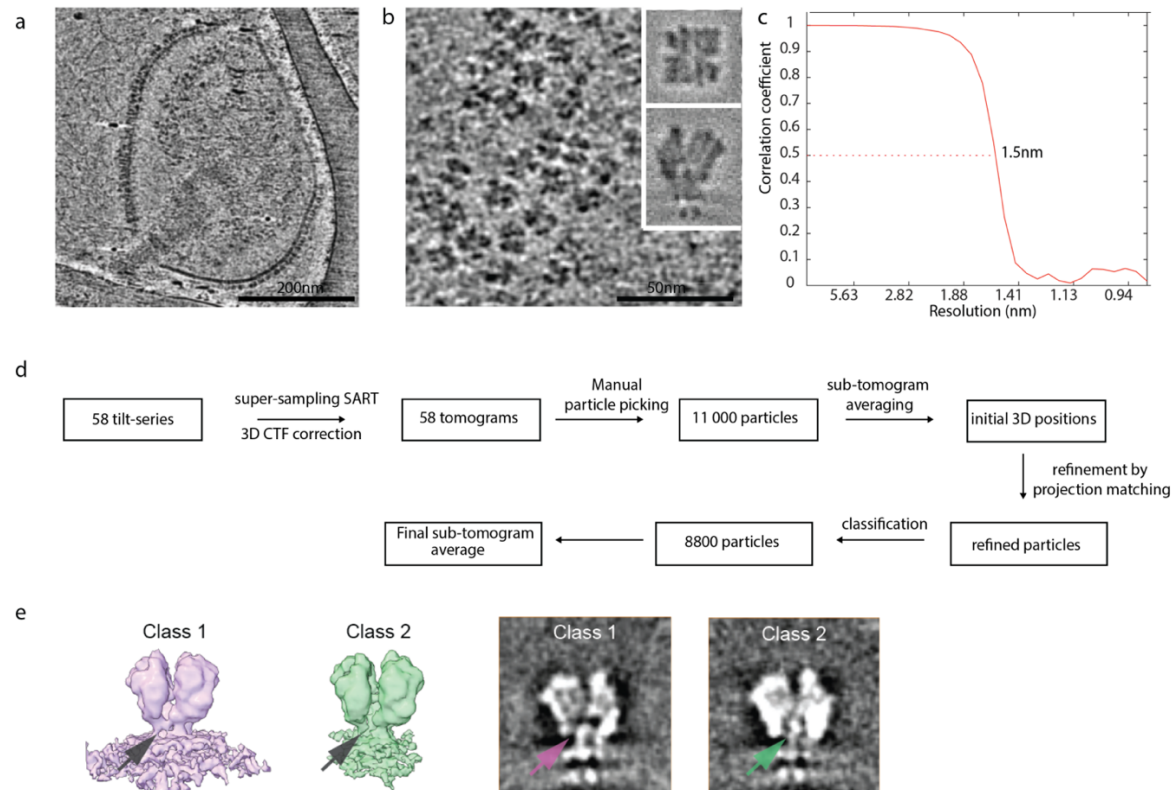 a
b
c
200nm
50nm
Correlation coefficient
1
0.9
0.8
0.7
0.6
0.5
0.4
0.3
0.2
0.1
0
1.5nm
5.63 2.82 1.88 1.41 1.13 0.94
Resolution (nm)
d
58 tilt-series
super-sampling SART
3D CTF correction
58 tomograms
Manual
particle picking
11 000 particles
sub-tomogram
averaging
initial 3D positions
refinement by
projection matching
refined particles
classification
8800 particles
Final sub-tomogram
average
e
Class 1
Class 2
Class 1
Class 2